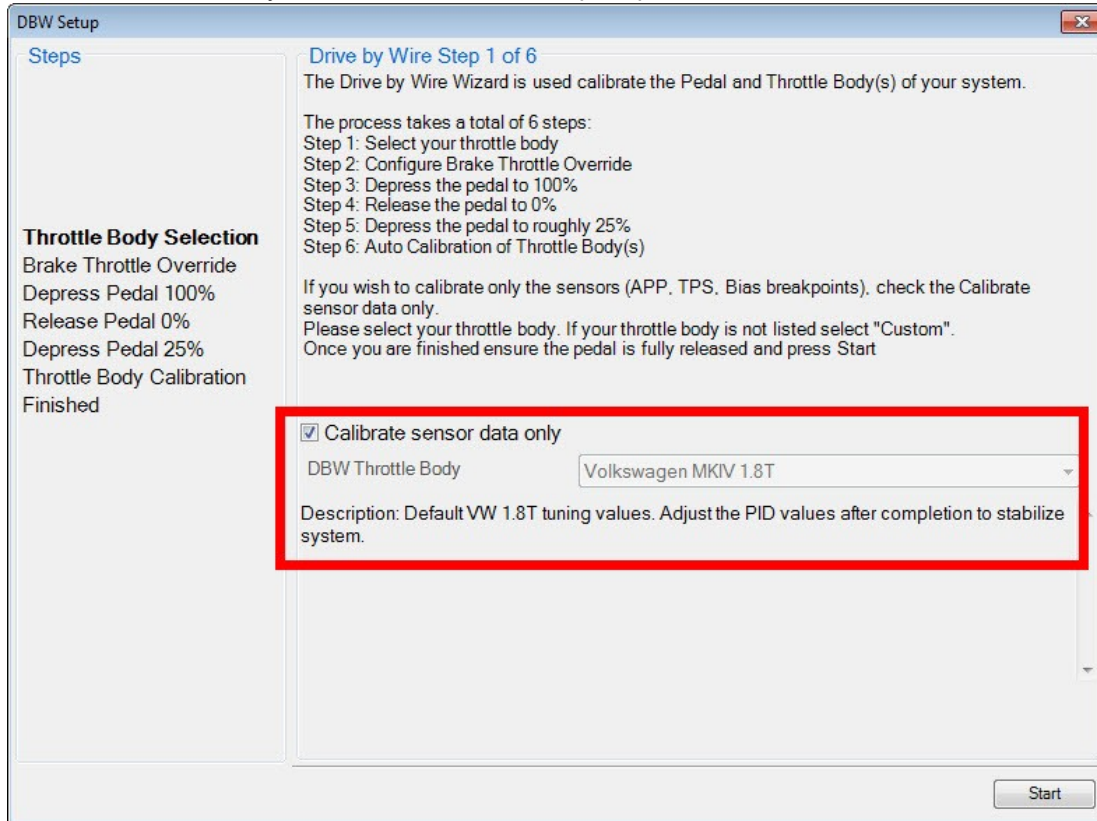 DBW Setup
Steps
Throttle Body Selection
Brake Throttle Override
Depress Pedal 100%
Release Pedal 0%
Depress Pedal 25%
Throttle Body Calibration
Finished
Drive by Wire Step 1 of 6
The Drive by Wire Wizard is used calibrate the Pedal and Throttle Body(s) of your system.
The process takes a total of 6 steps:
Step 1: Select your throttle body
Step 2: Configure Brake Throttle Override
Step 3: Depress the pedal to 100%
Step 4: Release the pedal to 0%
Step 5: Depress the pedal to roughly 25%
Step 6: Auto Calibration of Throttle Body(s)
If you wish to calibrate only the sensors (APP, TPS, Bias breakpoints), check the Calibrate
sensor data only.
Please select your throttle body. If your throttle body is not listed select "Custom".
Once you are finished ensure the pedal is fully released and press Start
Calibrate sensor data only
DBW Throttle Body
Volkswagen MKIV 1.8T
Description: Default VW 1.8T tuning values. Adjust the PID values after completion to stabilize
system.
Start